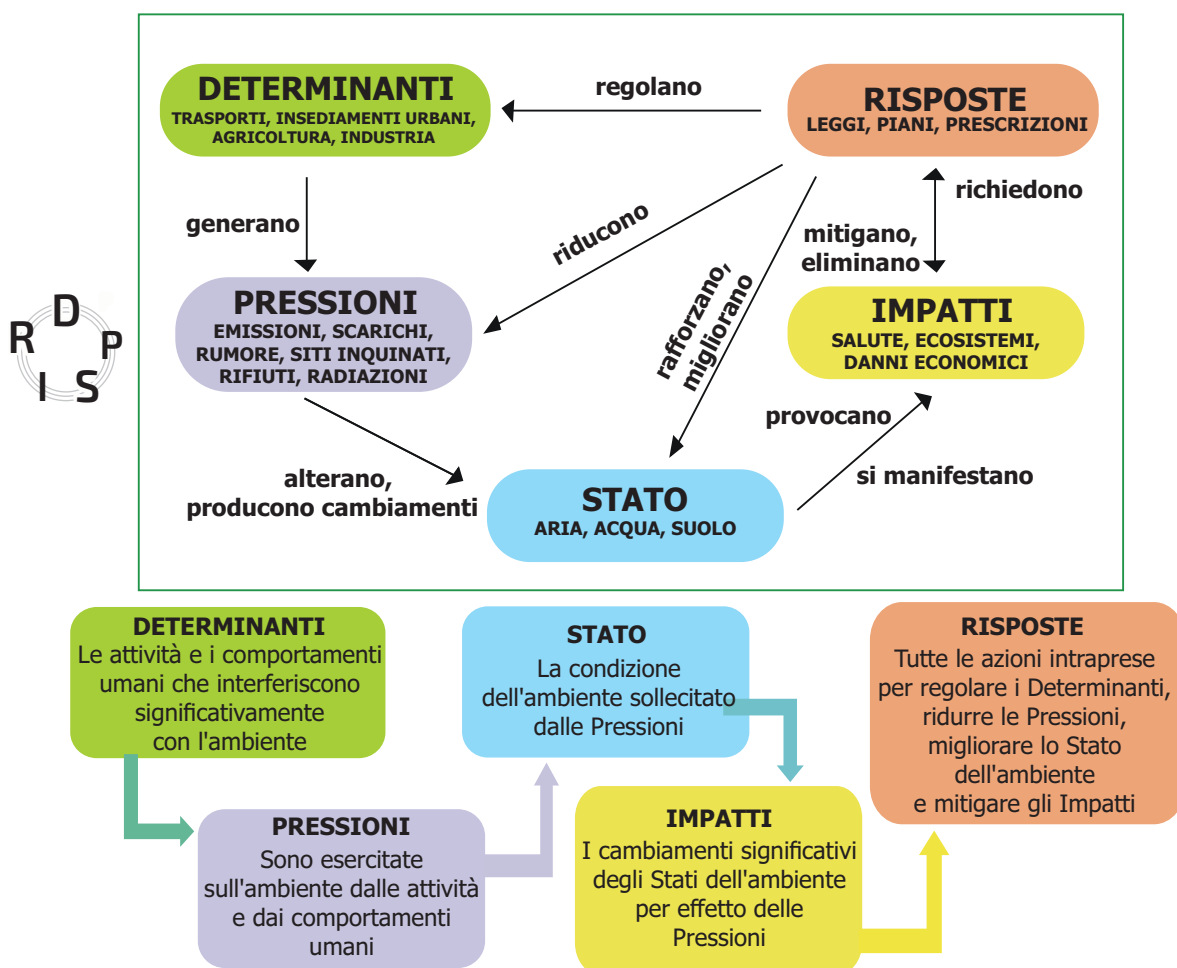 DETERMINANTI
TRASPORTI, INSEDIAMENTI URBANI,
AGRICOLTURA, INDUSTRIA
regolano
RISPOSTE
LEGGI, PIANI, PRESCRIZIONI
generano
riducono
richiedono
mitigano,
eliminano
rafforzano,
migliorano
PRESSIONI
EMISSIONI, SCARICHI,
RUMORE, SITI INQUINATI,
RIFIUTI, RADIAZIONI
IMPATTI
SALUTE, ECOSISTEMI,
DANNI ECONOMICI
D
P
S
I
R
provocano
si manifestano
alterano,
producono cambiamenti
STATO
ARIA, ACQUA, SUOLO
DETERMINANTI
Le attività e i comportamenti
umani che interferiscono
significativamente
con l'ambiente
PRESSIONI
Sono esercitate
sull'ambiente dalle attività
e dai comportamenti
umani
STATO
La condizione
dell'ambiente sollecitato
dalle Pressioni
IMPATTI
I cambiamenti significativi
degli Stati dell'ambiente
per effetto delle
Pressioni
RISPOSTE
Tutte le azioni intraprese
per regolare i Determinanti,
ridurre le Pressioni,
migliorare lo Stato
dell'ambiente
e mitigare gli Impatti